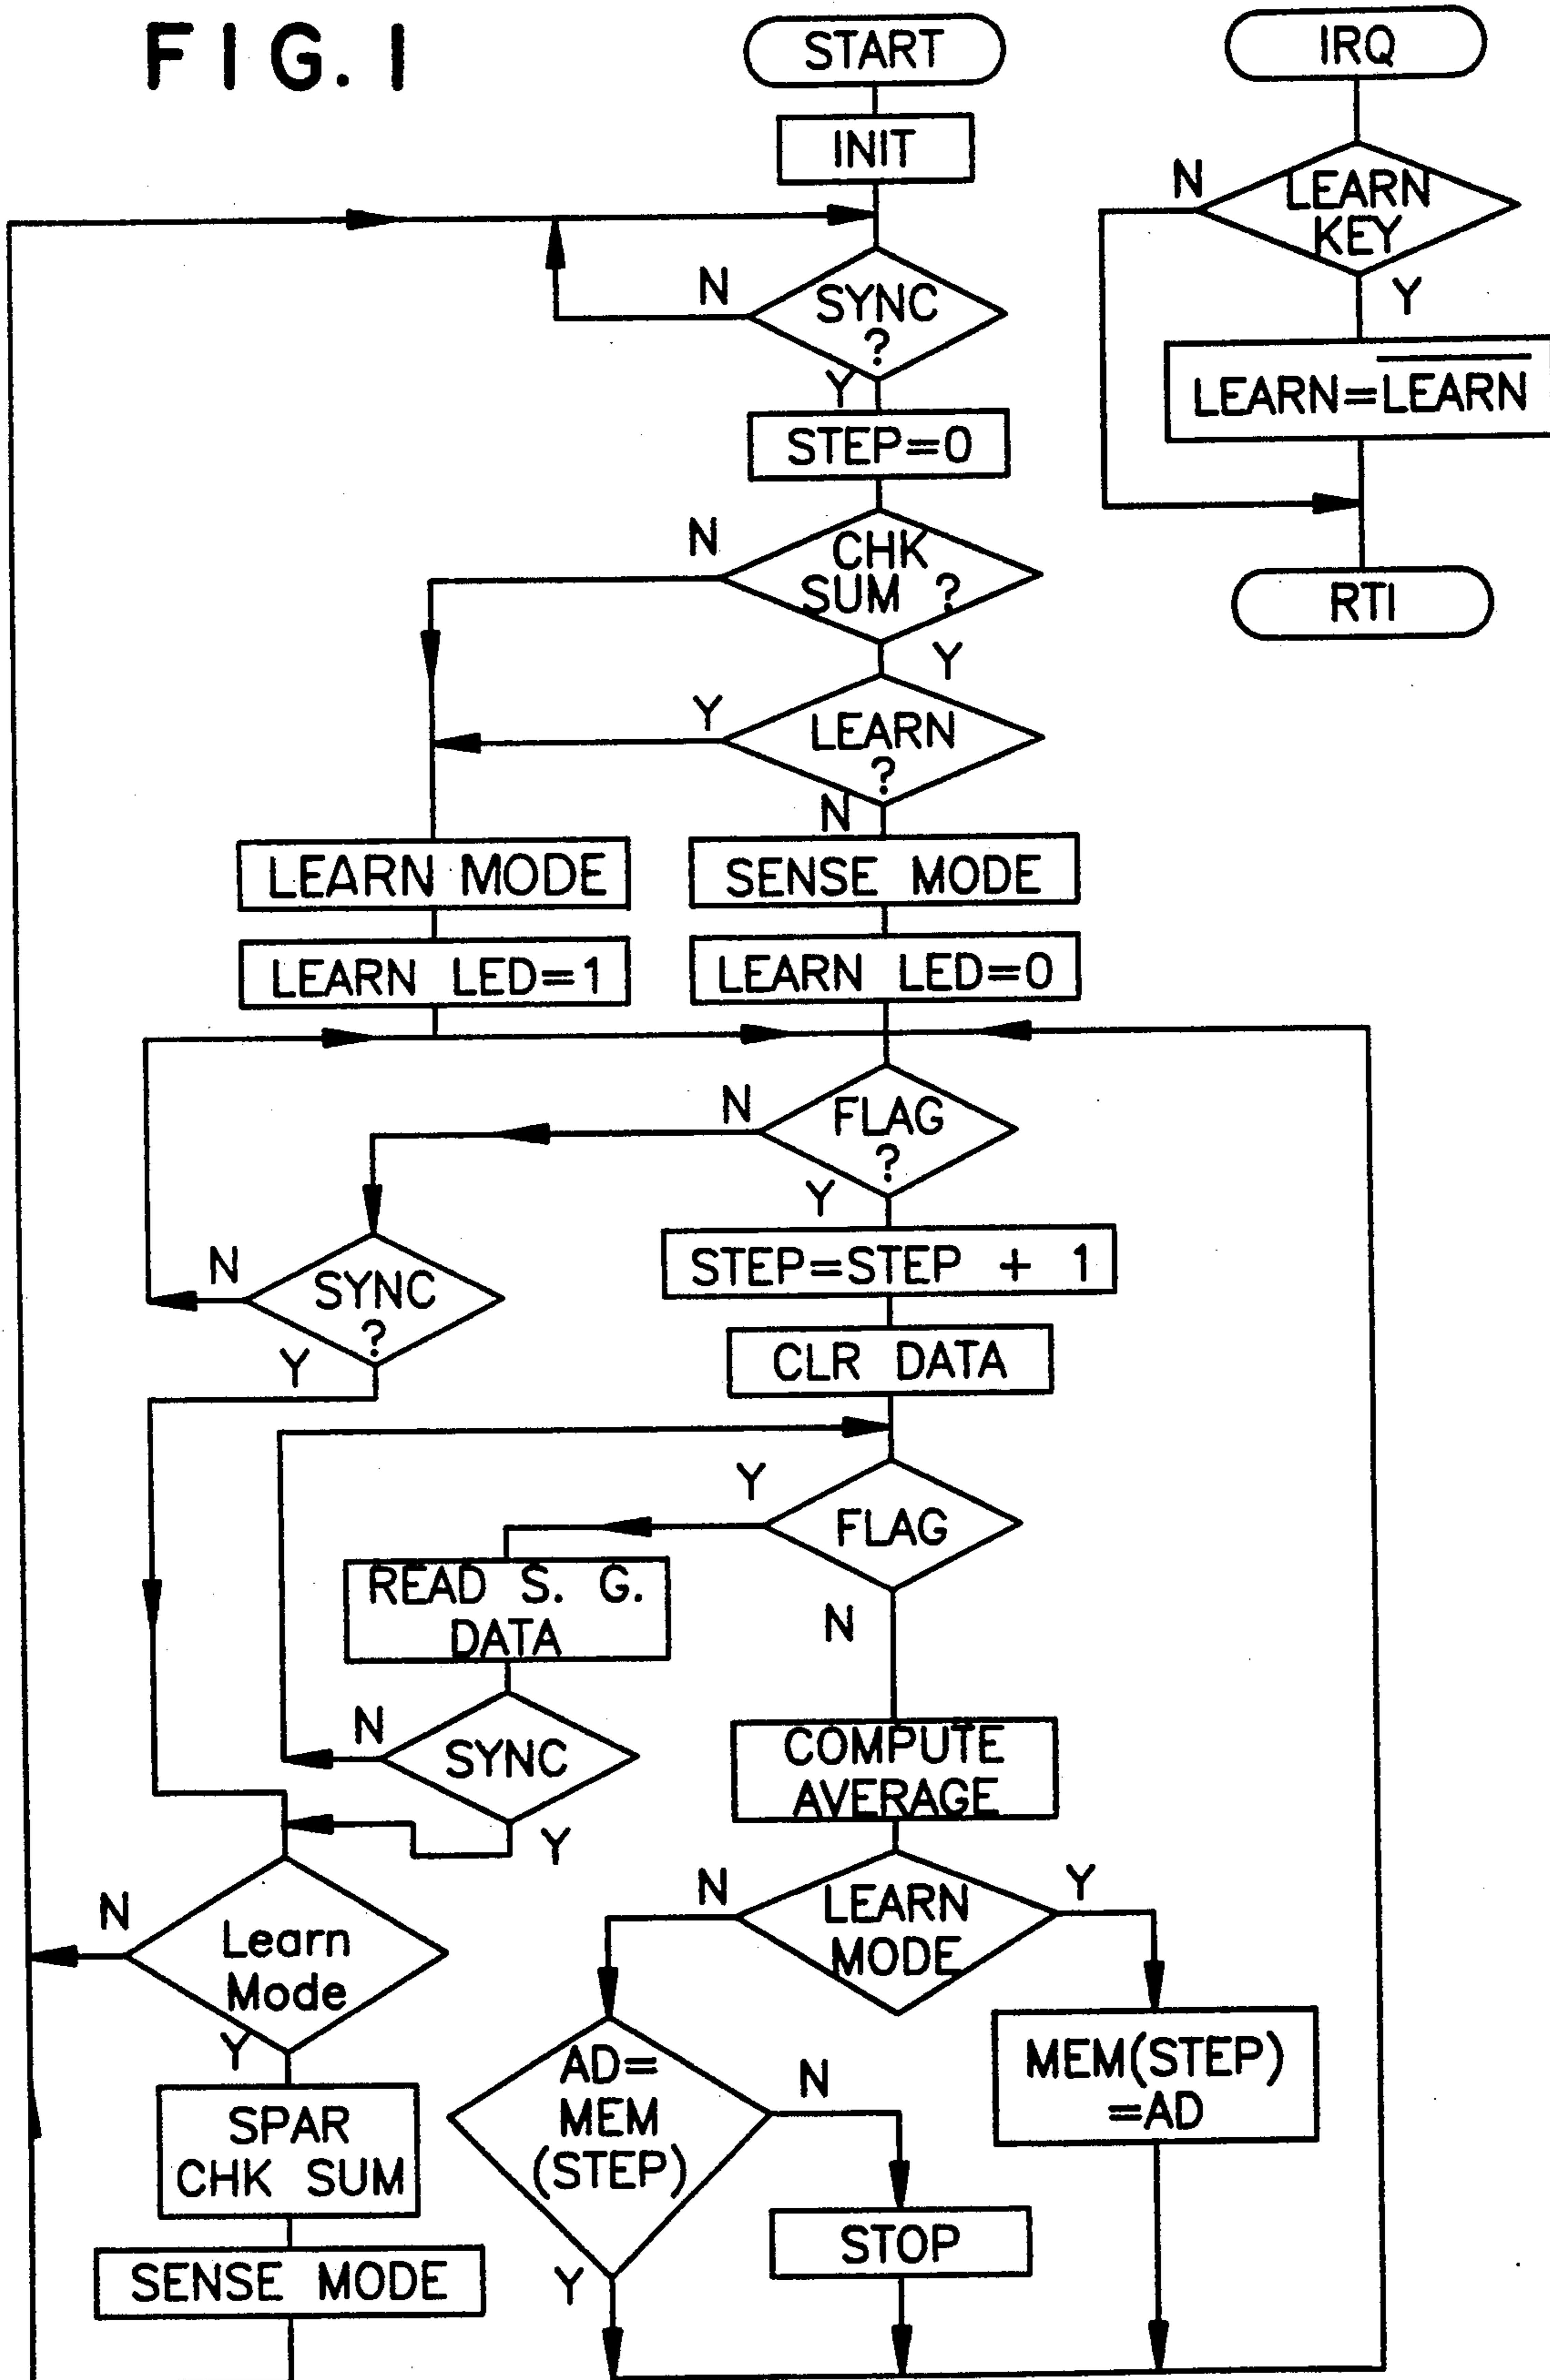 FIG. 1
START
INIT
N
SYNC
?
Y
STEP=0
N
CHK
SUM ?
Y
Y
LEARN
?
N
LEARN MODE
SENSE MODE
LEARN LED=1
LEARN LED=0
N
FLAG
?
Y
N
SYNC
?
Y
STEP=STEP + 1
CLR DATA
Y
FLAG
N
READ S. G.
DATA
N
SYNC
Y
COMPUTE
AVERAGE
N
LEARN
MODE
Y
N
Learn
Mode
Y
AD=
MEM
(STEP)
N
Y
MEM(STEP)
=AD
SPAR
CHK SUM
STOP
SENSE MODE
IRQ
N
LEARN
KEY
Y
LEARN=L̅E̅A̅R̅N̅
RTI